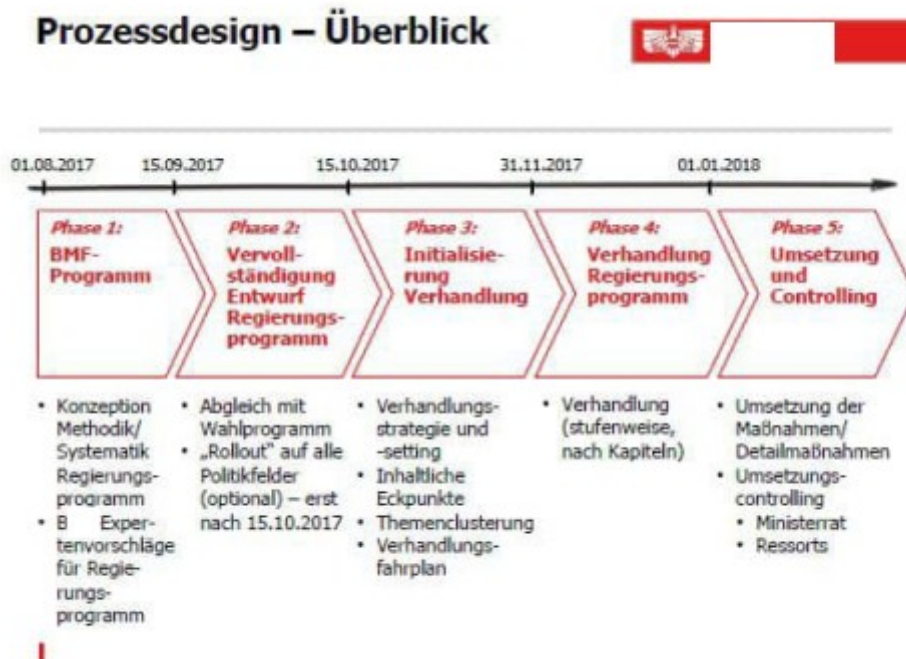 Prozessdesign – Überblick
01.08.2017 15.09.2017 15.10.2017 31.11.2017 01.01.2018
Phase 1:
BMF-
Programm
Phase 2:
Vervoll-
ständigung
Entwurf
Regierungs-
programm
Phase 3:
Initialisie-
rung
Verhandlung
Phase 4:
Verhandlung
Regierungs-
programm
Phase 5:
Umsetzung
und
Controlling
• Konzeption
Methodik/
Systematik
Regierungs-
programm
• B Exper-
tenvorschläge
für Regie-
rungs-
programm
• Abgleich mit
Wahlprogramm
• „Rollout“ auf alle
Politikfelder
(optional) – erst
nach 15.10.2017
• Verhandlungs-
strategie und
-setting
• Inhaltliche
Eckpunkte
• Themenclusterung
• Verhandlungs-
fahrplan
• Verhandlung
(stufenweise,
nach Kapiteln)
• Umsetzung der
Maßnahmen/
Detailmaßnahmen
• Umsetzungs-
controlling
• Ministerrat
• Ressorts